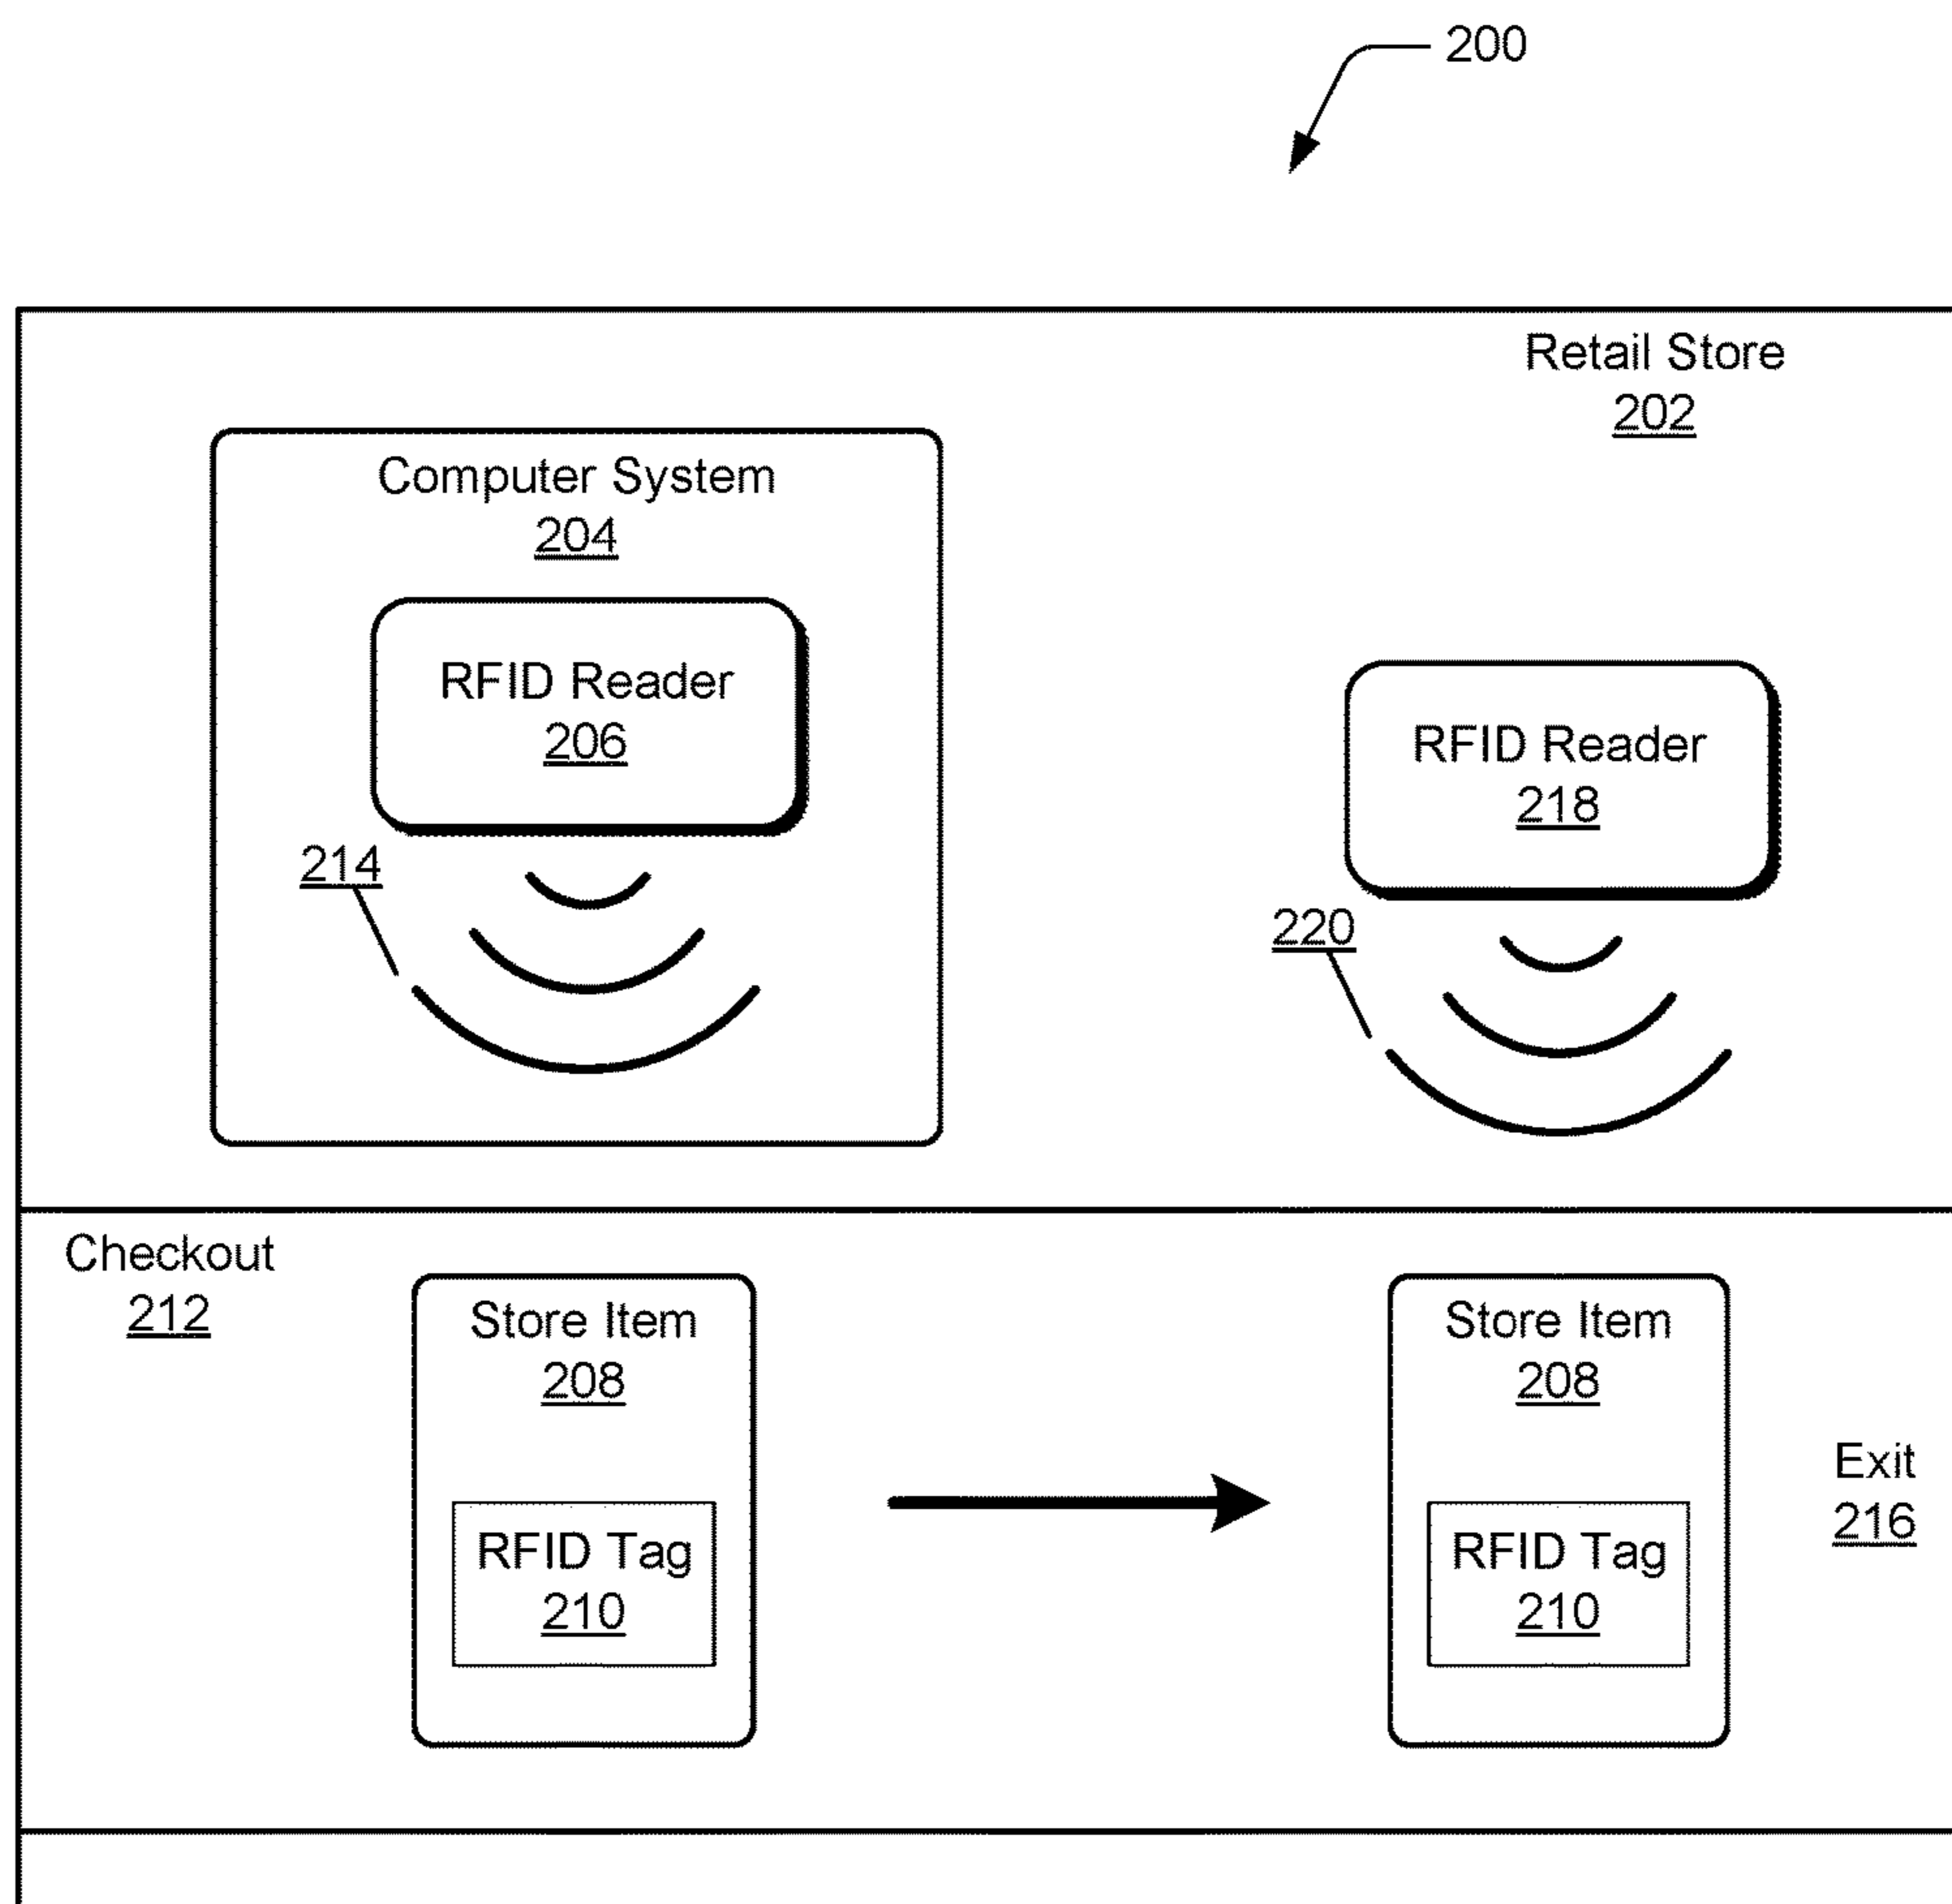 200
Retail Store
202
Computer System
204
RFID Reader
206
RFID Reader
218
214
220
Checkout
212
Store Item
208
Store Item
208
Exit
216
RFID Tag
210
RFID Tag
210